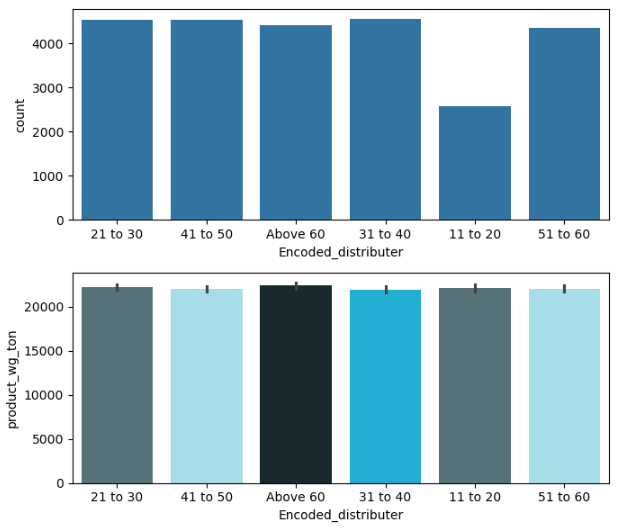 4000
3000
2000
1000
0
count
21 to 30 41 to 50 Above 60 31 to 40 11 to 20 51 to 60
Encoded_distributer
20000
15000
10000
5000
0
product_wg_ton
21 to 30 41 to 50 Above 60 31 to 40 11 to 20 51 to 60
Encoded_distributer